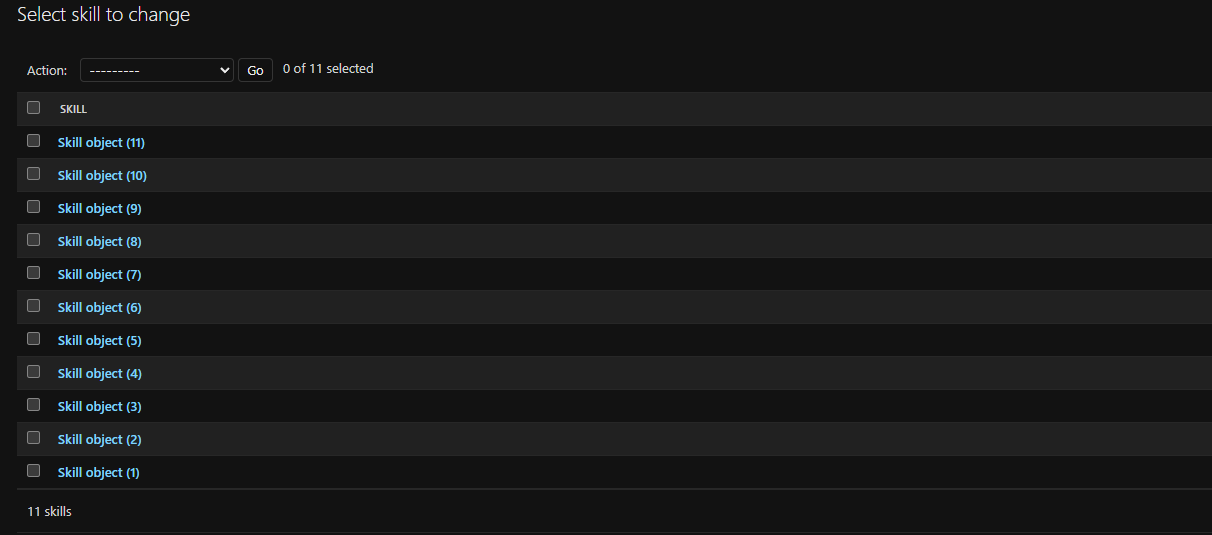 Select skill to change
Action: --------- Go 0 of 11 selected
SKILL
Skill object (11)
Skill object (10)
Skill object (9)
Skill object (8)
Skill object (7)
Skill object (6)
Skill object (5)
Skill object (4)
Skill object (3)
Skill object (2)
Skill object (1)
11 skills